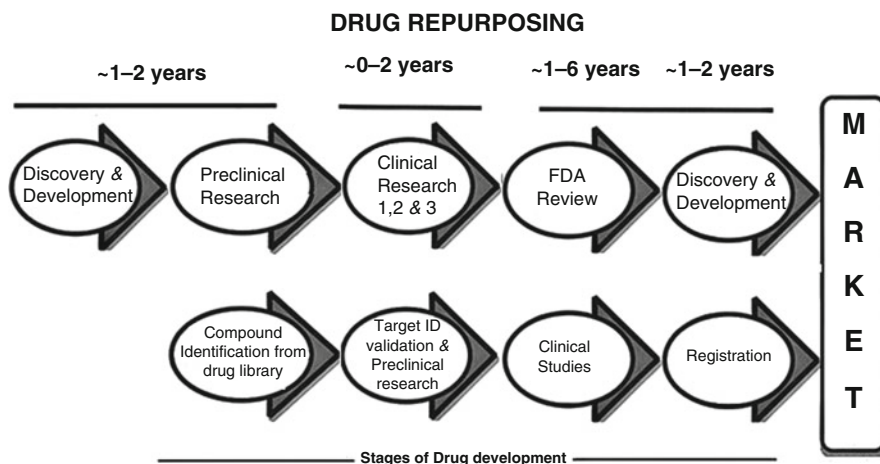 DRUG REPURPOSING
~1–2 years
~0–2 years
~1–6 years
~1–2 years
Discovery &
Development
Preclinical
Research
Clinical
Research
1,2 & 3
FDA
Review
Discovery &
Development
Compound
Identification from
drug library
Target ID
validation &
Preclinical
research
Clinical
Studies
Registration
M
A
R
K
E
T
Stages of Drug development